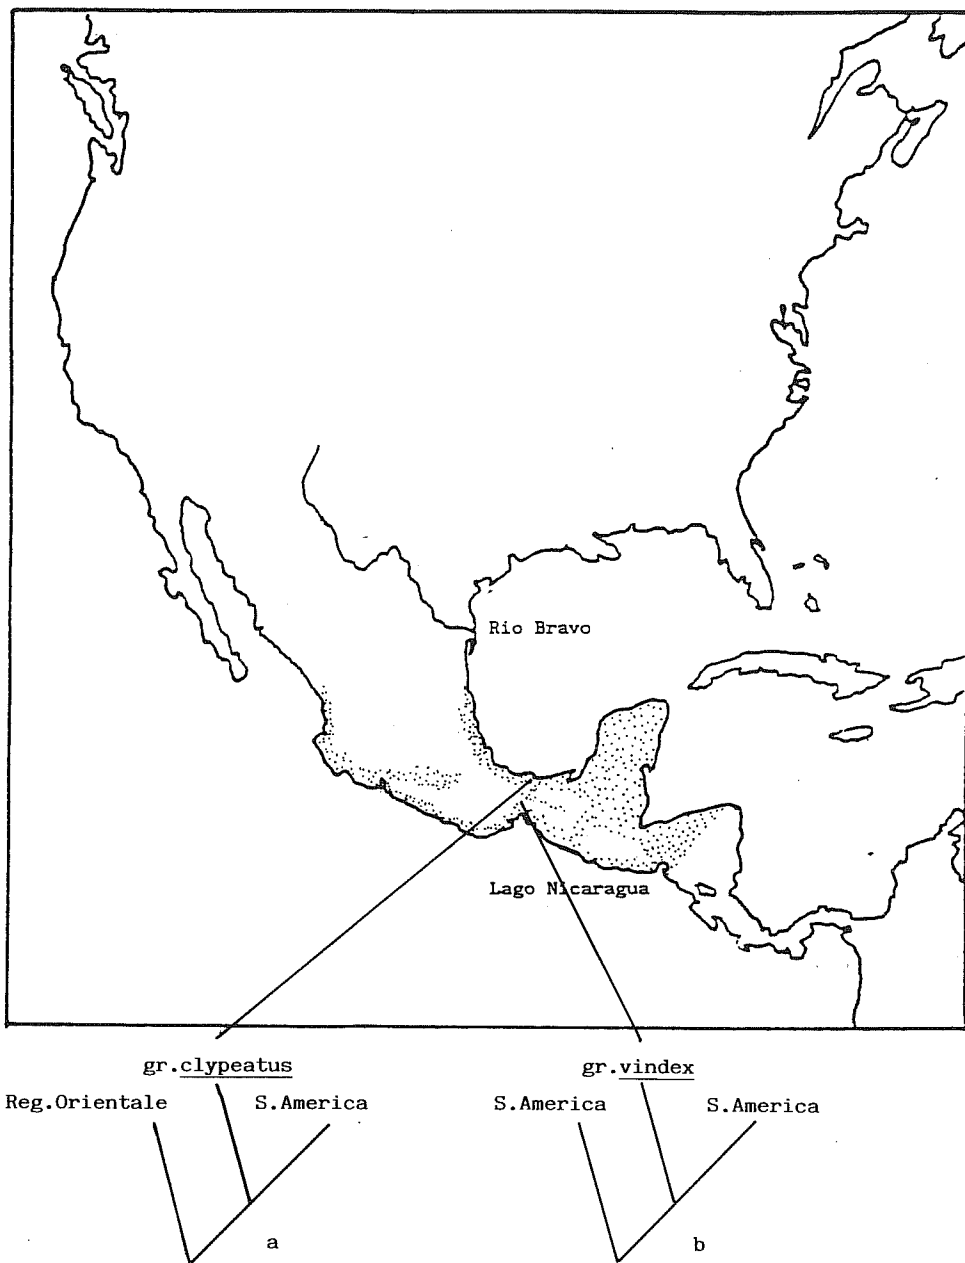 Rio Bravo
Lago Nicaragua
gr.clypeatus
Reg.Orientale
S.America
a
gr.vindex
S.America
S.America
b